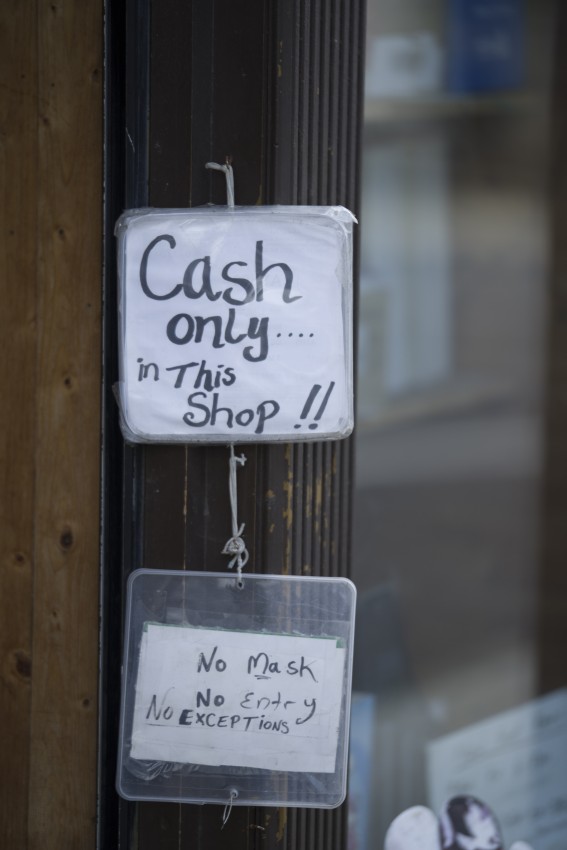 Cash
only....
in This
Shop !!
No Mask
No Entry
No EXCEPTIONS